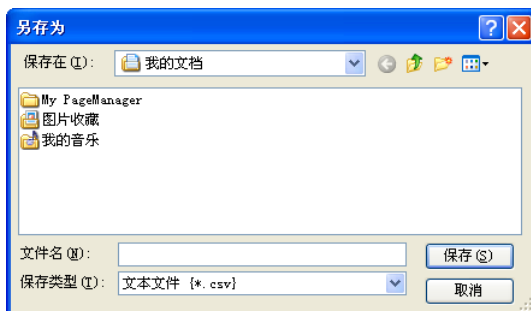 另存为
保存在(I): 我的文档
My PageManager
图片收藏
我的音乐
文件名(N): 保存(S)
保存类型(T): 文本文件 {*.csv} 取消